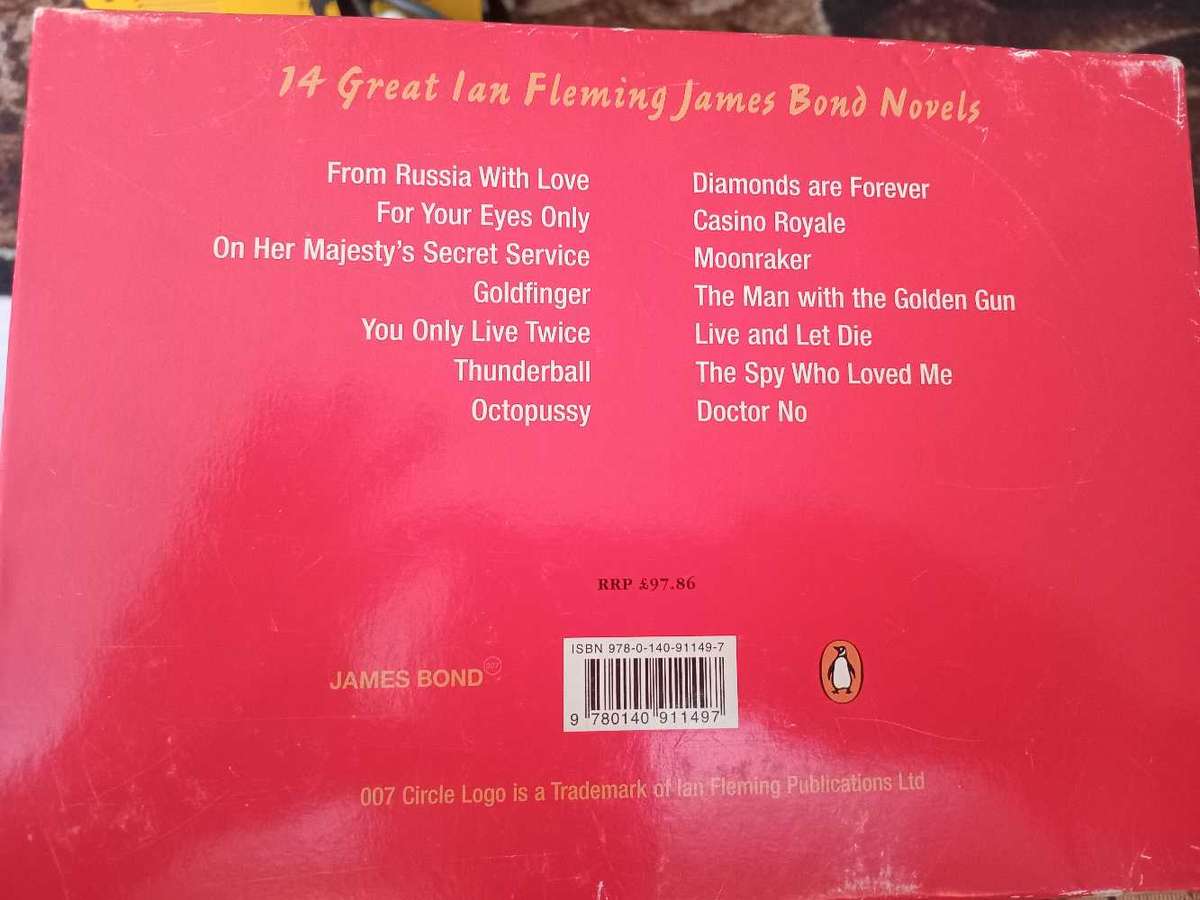 14 Great Ian Fleming James Bond Novels
From Russia With Love
For Your Eyes Only
On Her Majesty's Secret Service
Goldfinger
You Only Live Twice
Thunderball
Octopussy
Diamonds are Forever
Casino Royale
Moonraker
The Man with the Golden Gun
Live and Let Die
The Spy Who Loved Me
Doctor No
RRP £97.86
ISBN 978-0-140-91149-7
9 780140 911497
JAMES BOND 007
007 Circle Logo is a Trademark of Ian Fleming Publications Ltd